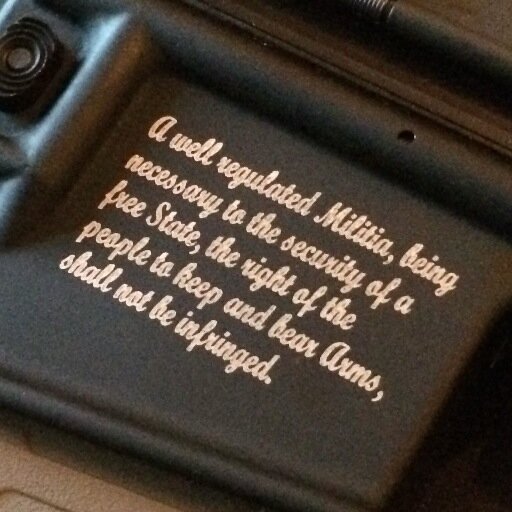 A well regulated Militia, being
necessary to the security of a
free State, the right of the
people to keep and bear Arms,
shall not be infringed.